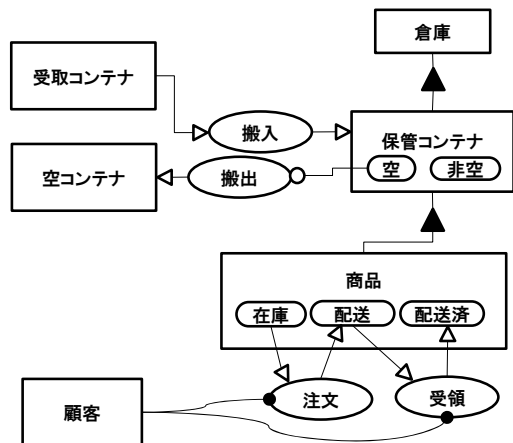 倉庫
受取コンテナ
搬入
保管コンテナ
空
非空
空コンテナ
搬出
商品
在庫
配送
配送済
顧客
注文
受領